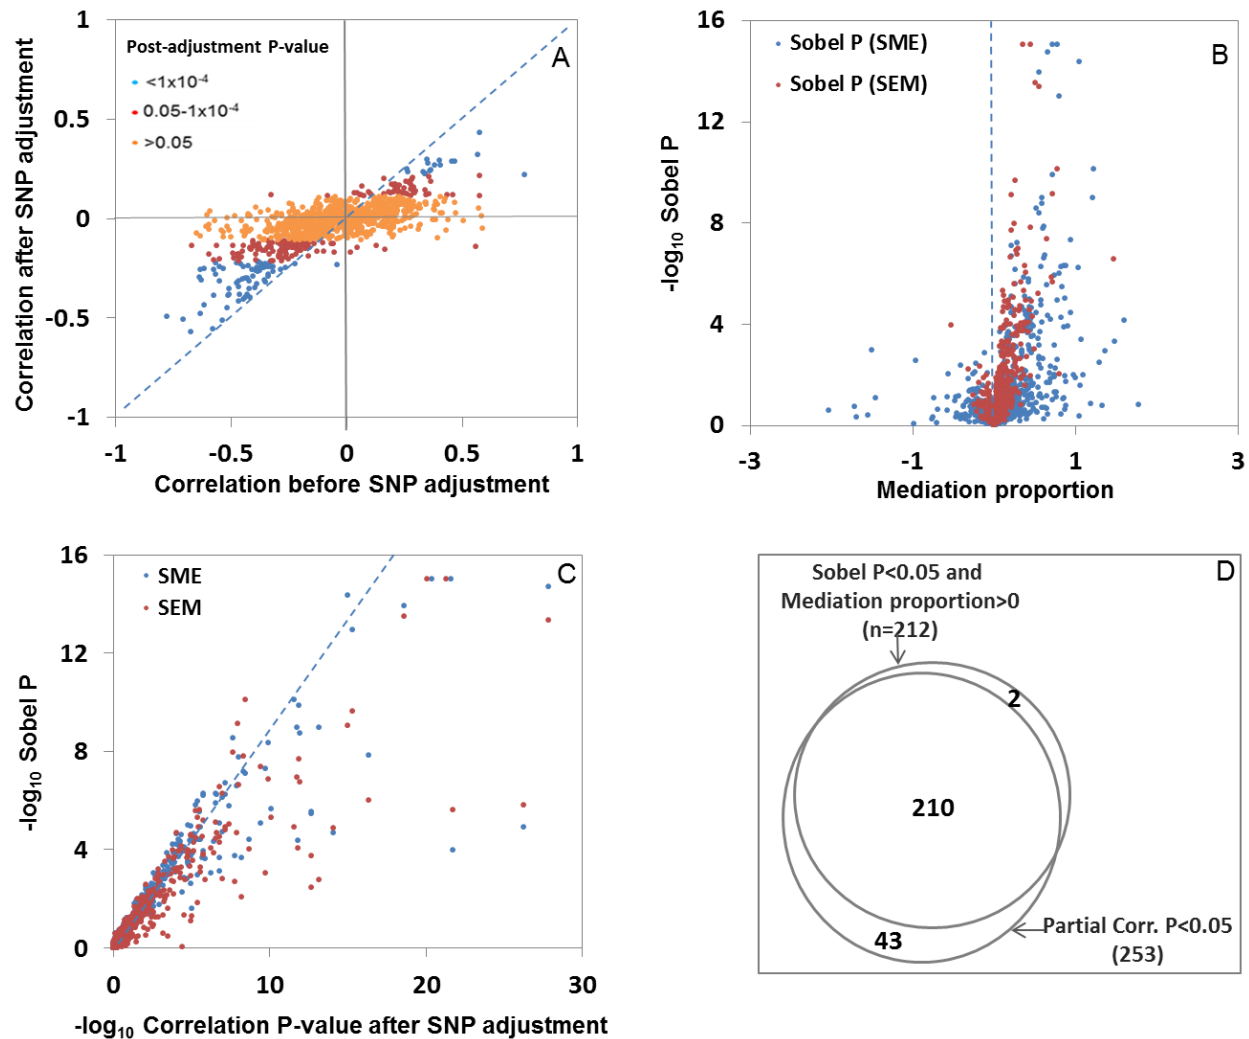 A
Post-adjustment P-value
<1x10-4
0.05-1x10-4
>0.05
Correlation after SNP adjustment
1
0.5
0
-0.5
-1
-1
-0.5
0
0.5
1
Correlation before SNP adjustment
B
Sobel P (SME)
Sobel P (SEM)
-log10 Sobel P
16
12
8
4
0
-3
-1
1
3
Mediation proportion
C
SME
SEM
-log10 Sobel P
16
12
8
4
0
0
10
20
30
-log10 Correlation P-value after SNP adjustment
D
Sobel P<0.05 and
Mediation proportion>0
(n=212)
2
210
43
Partial Corr. P<0.05
(253)